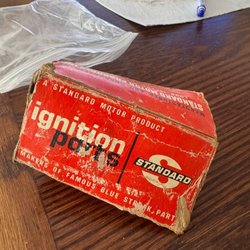 A STANDARD MOTOR PRODUCT
ignition
parts
S
STANDARD
MAKERS OF FAMOUS BLUE STREAK PARTS